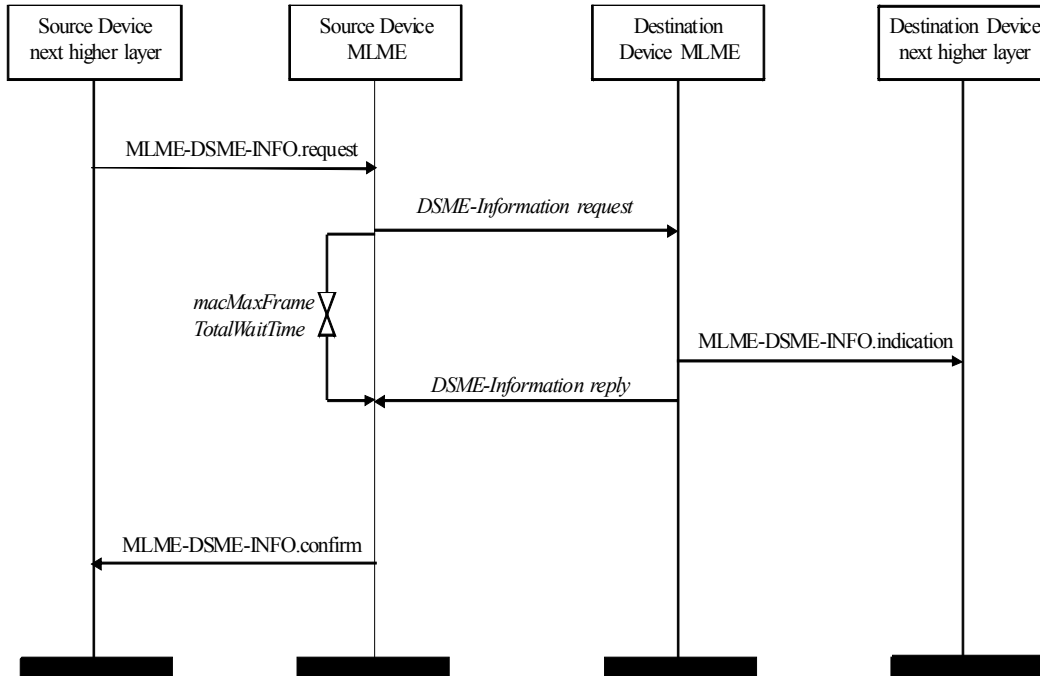 Source Device
next higher layer
Source Device
MLME
Destination
Device MLME
Destination Device
next higher layer
MLME-DSME-INFO.request
DSME-Information request
macMaxFrame
TotalWaitTime
MLME-DSME-INFO.indication
DSME-Information reply
MLME-DSME-INFO.confirm